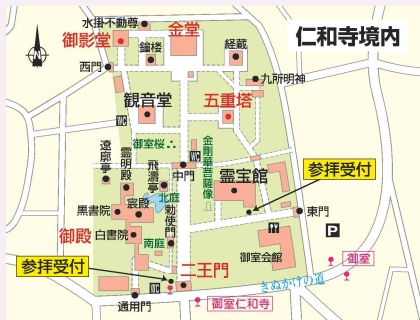 仁和寺境内
水掛不動尊
金堂
御影堂
鐘楼
経蔵
西門
九所明神
観音堂
五重塔
WC
御室桜
WC
金剛華菩薩像
遼廓亭
霊明殿
飛濤亭
中門
霊宝館
参拝受付
北庭
宸殿
勅使門
黒書院
東門
御殿
白書院
南庭
御室会館
P
御室
参拝受付
二王門
きぬかけの道
WC
通用門
御室仁和寺
N